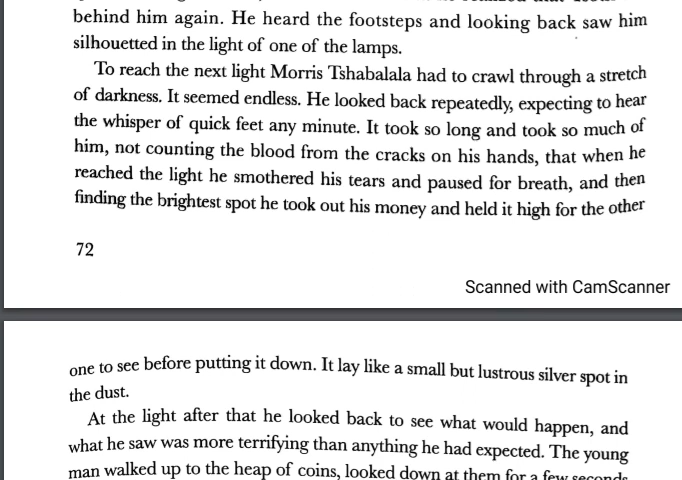 behind him again. He heard the footsteps and looking back saw him
silhouetted in the light of one of the lamps.
To reach the next light Morris Tshabalala had to crawl through a stretch
of darkness. It seemed endless. He looked back repeatedly, expecting to hear
the whisper of quick feet any minute. It took so long and took so much of
him, not counting the blood from the cracks on his hands, that when he
reached the light he smothered his tears and paused for breath, and then
finding the brightest spot he took out his money and held it high for the other
72
Scanned with CamScanner
one to see before putting it down. It lay like a small but lustrous silver spot in
the dust.
At the light after that he looked back to see what would happen, and
what he saw was more terrifying than anything he had expected. The young
man walked up to the heap of coins, looked down at them for a few seconds